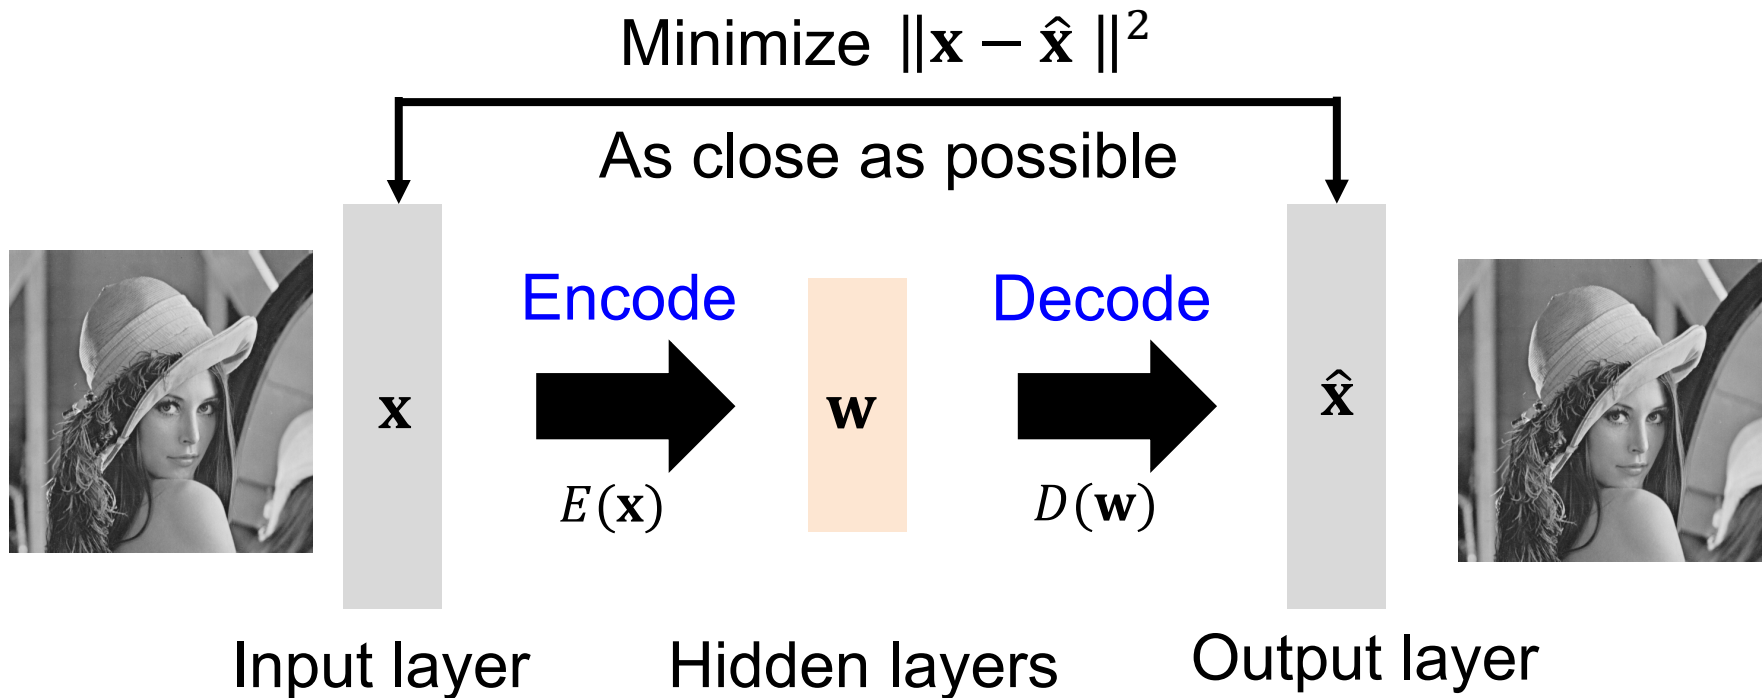 Minimize ‖𝐱 − 𝐱̂ ‖²
As close as possible
Encode
Decode
𝐱
𝐰
𝐱̂
E(𝐱)
D(𝐰)
Input layer
Hidden layers
Output layer